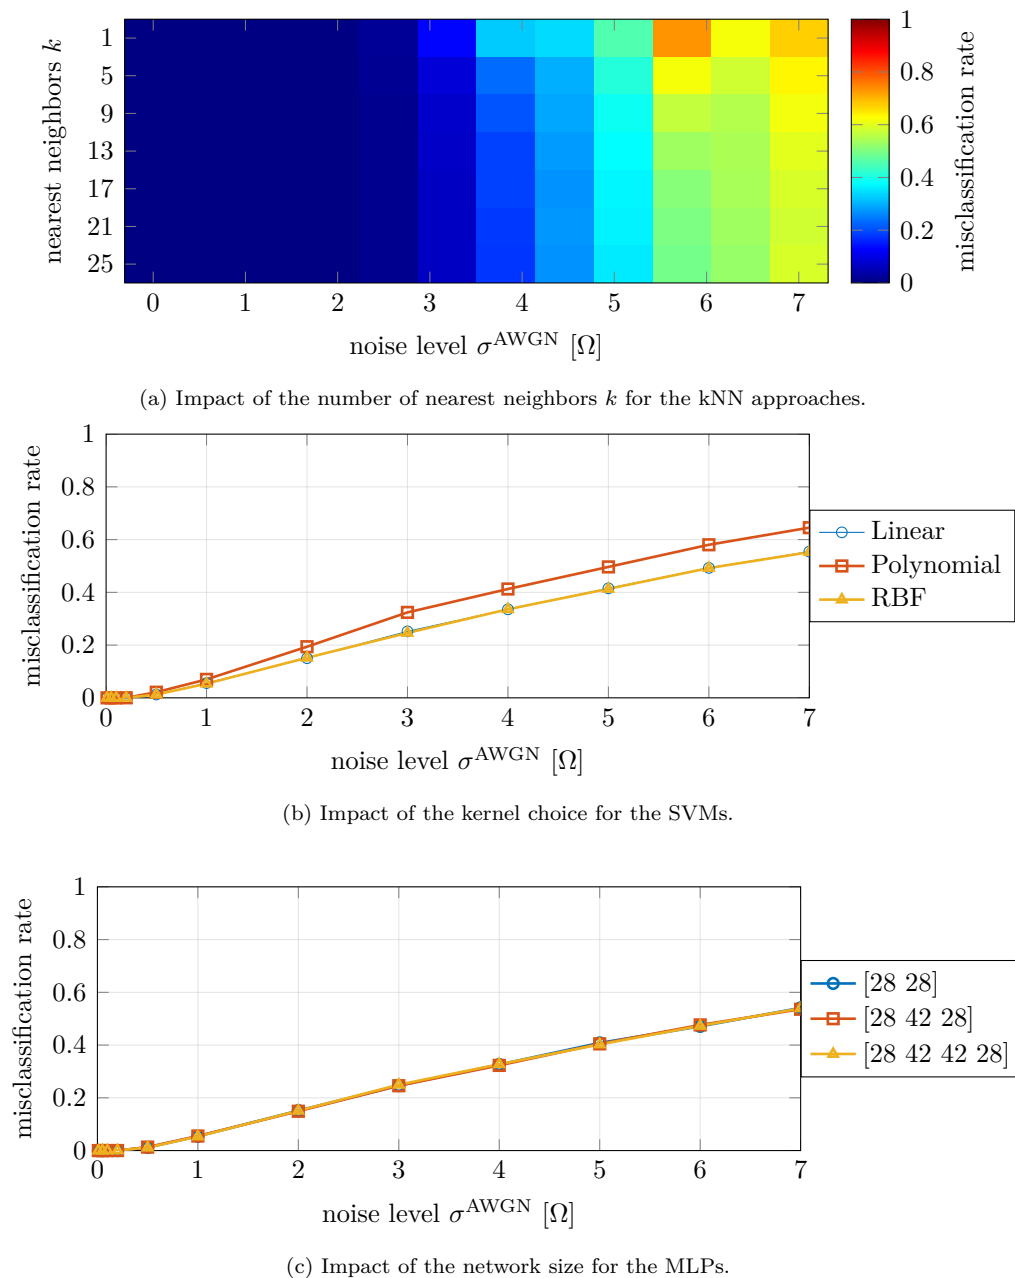 1
5
9
13
17
21
25
nearest neighbors k
0 1 2 3 4 5 6 7
noise level σ^AWGN [Ω]
1
0.8
0.6
0.4
0.2
0
misclassification rate
(a) Impact of the number of nearest neighbors k for the kNN approaches.
1
0.8
0.6
0.4
0.2
0
misclassification rate
0 1 2 3 4 5 6 7
noise level σ^AWGN [Ω]
Linear
Polynomial
RBF
(b) Impact of the kernel choice for the SVMs.
1
0.8
0.6
0.4
0.2
0
misclassification rate
0 1 2 3 4 5 6 7
noise level σ^AWGN [Ω]
[28 28]
[28 42 28]
[28 42 42 28]
(c) Impact of the network size for the MLPs.